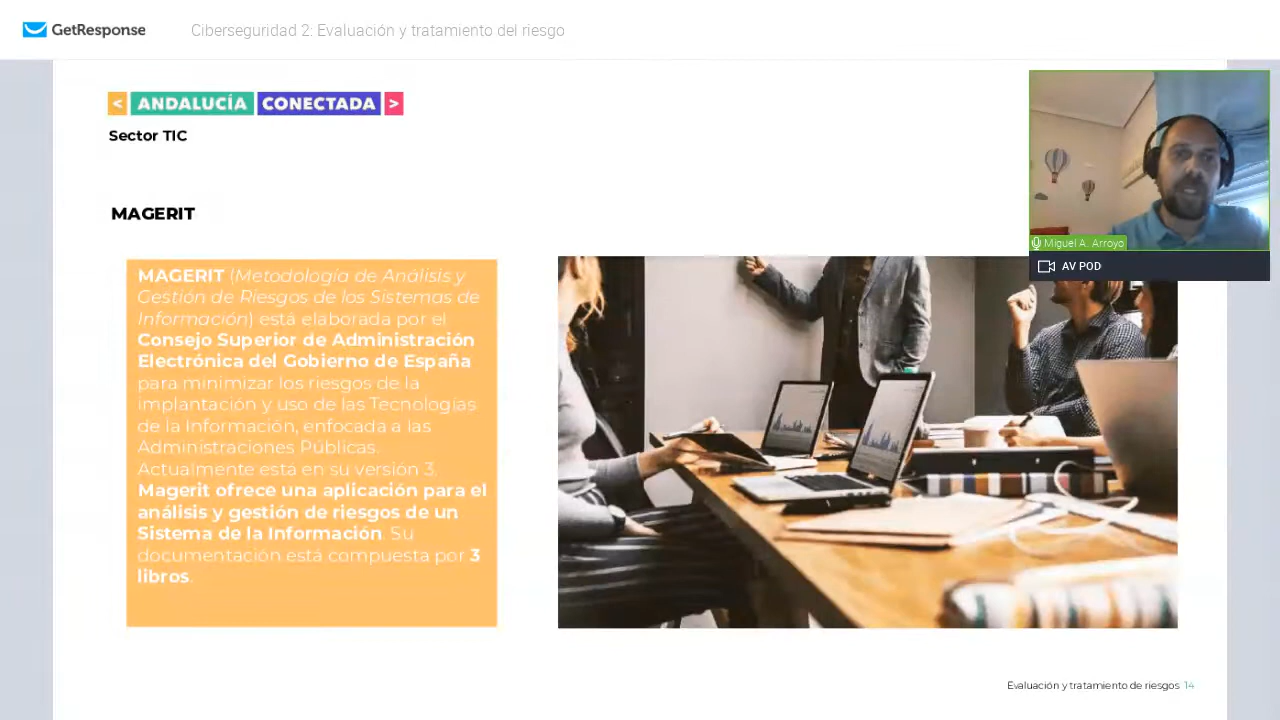 GetResponse
Ciberseguridad 2: Evaluación y tratamiento del riesgo
< ANDALUCÍA CONECTADA >
Sector TIC
MAGERIT
MAGERIT (Metodología de Análisis y
Gestión de Riesgos de los Sistemas de
Información) está elaborada por el
Consejo Superior de Administración
Electrónica del Gobierno de España
para minimizar los riesgos de la
implantación y uso de las Tecnologías
de la Información, enfocada a las
Administraciones Públicas.
Actualmente está en su versión 3.
Magerit ofrece una aplicación para el
análisis y gestión de riesgos de un
Sistema de la Información. Su
documentación está compuesta por 3
libros.
Miguel A. Arroyo
AV POD
Evaluación y tratamiento de riesgos 14